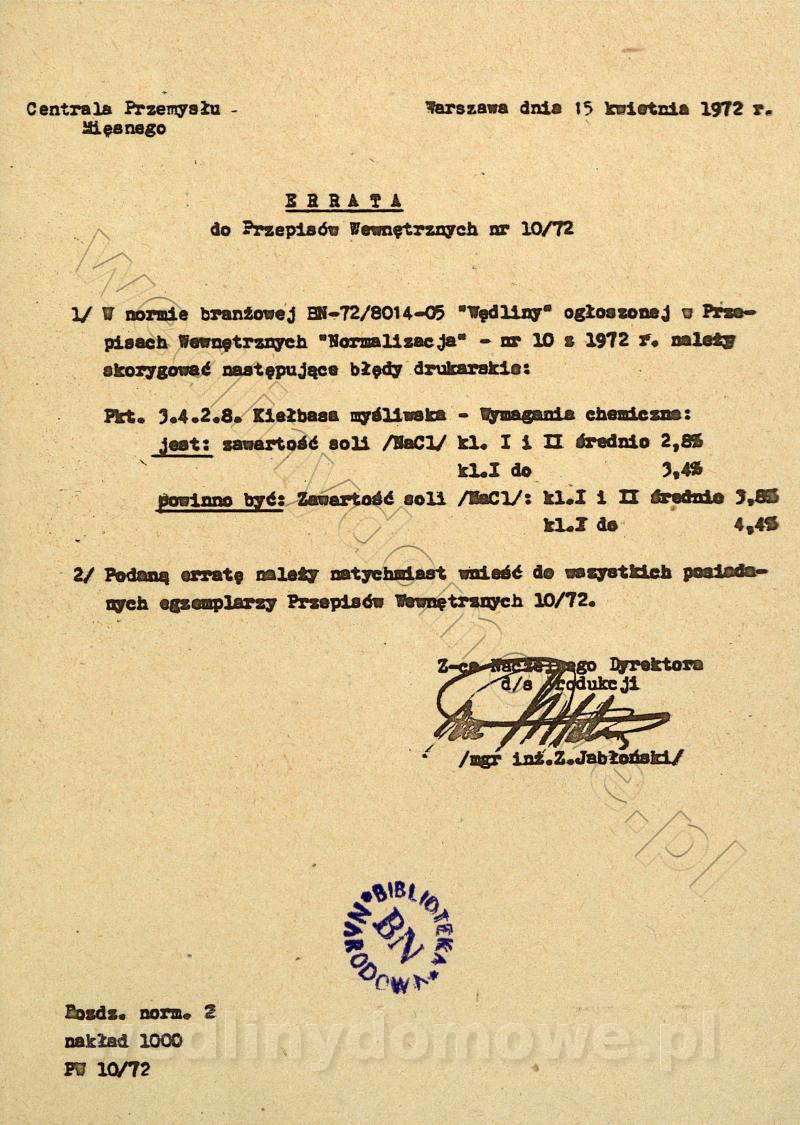 Centrala Przemysłu -
Mięsnego
Warszawa dnia 15 kwietnia 1972 r.
E R R A T A
do Przepisów Wewnętrznych nr 10/72
1/ W normie branżowej BN-72/8014-05 "Wędliny" ogłoszonej w Prze-
pisach Wewnętrznych "Normalizacja" - nr 10 z 1972 r. należy
skorygować następujące błędy drukarskie:
Pkt. 3.4.2.8. Kiełbasa myśliwska - Wymagania chemiczne:
jest: zawartość soli /NaCl/ kl. I i II średnio 2,8%
kl.I do 3,4%
powinno być: Zawartość soli /NaCl/: kl.I i II średnio 3,8%
kl.I do 4,4%
2/ Podaną erratę należy natychmiast wnieść do wszystkich posiada-
nych egzemplarzy Przepisów Wewnętrznych 10/72.
Z-ca Naczelnego Dyrektora
d/s Produkcji
/mgr inż.Z.Jabłoński/
BIBLIOTEKA NARODOWA
BN
Rozdz. norm. 2
nakład 1000
PW 10/72
wedlinydomowe.pl
wedlinydomowe.pl